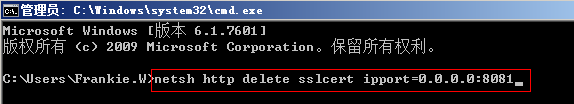 管理员: C:\Windows\system32\cmd.exe
Microsoft Windows [版本 6.1.7601]
版权所有 (c) 2009 Microsoft Corporation。保留所有权利。
C:\Users\Frankie.W>netsh http delete sslcert ipport=0.0.0.0:8081_